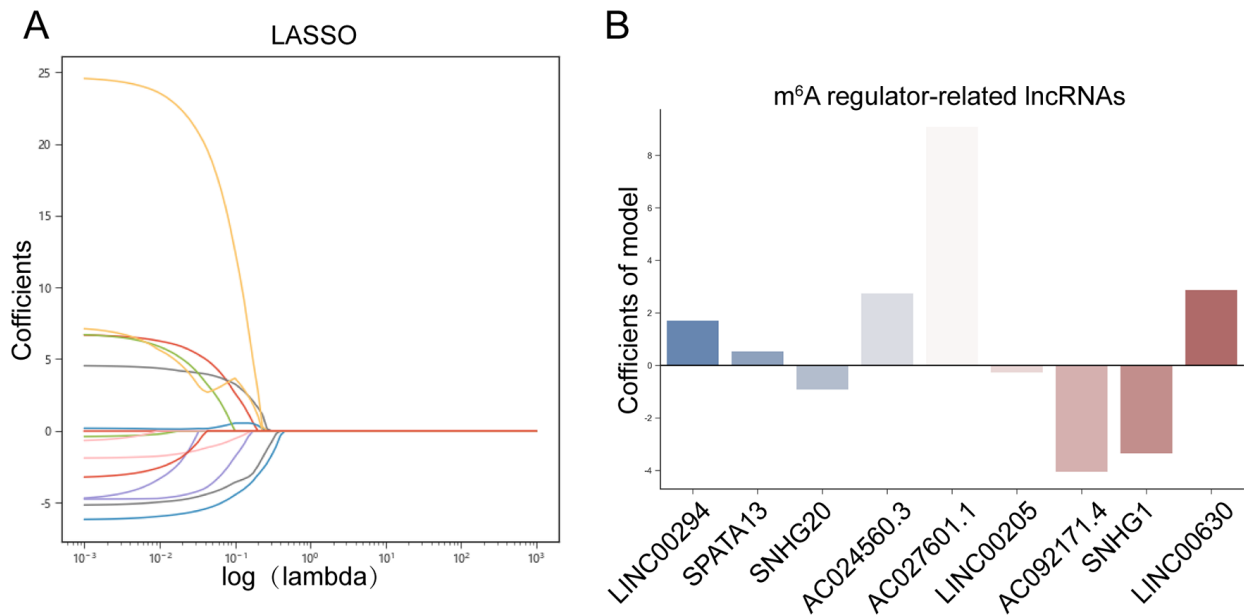 A
LASSO
Cofficients
25
20
15
10
5
0
-5
10⁻³
10⁻²
10⁻¹
10⁰
10¹
10²
10³
log（lambda）
B
m⁶A regulator-related lncRNAs
Cofficients of model
8
6
4
2
0
-2
-4
LINC00294
SPATA13
SNHG20
AC024560.3
AC027601.1
LINC00205
AC092171.4
SNHG1
LINC00630